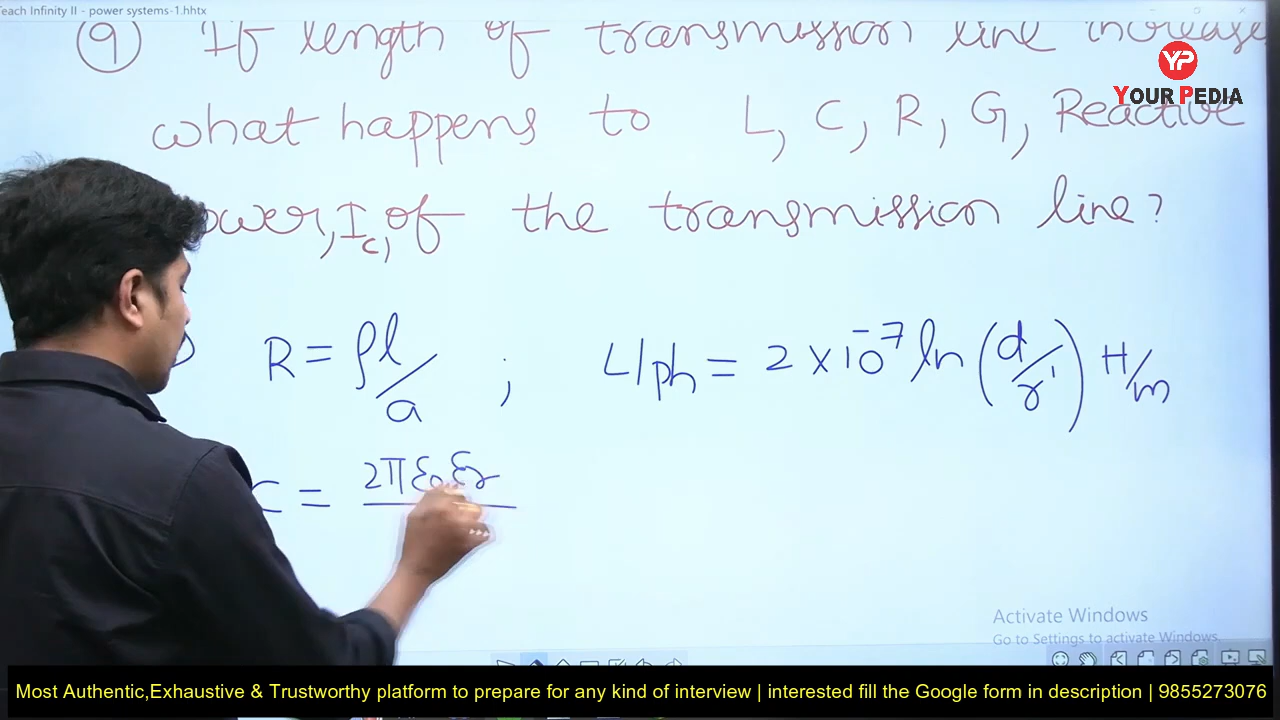 Teach Infinity II - power systems-1.hhtx
(9) If length of transmission line increase
YP
YOUR PEDIA
what happens to L, C, R, G, Reactive
ower, Ic, of the transmission line?
R = ρl/a ; L/ph = 2 × 10⁻⁷ ln (d/r') H/m
C = 2πε₀εr
Activate Windows
Go to Settings to activate Windows.
Most Authentic,Exhaustive & Trustworthy platform to prepare for any kind of interview | interested fill the Google form in description | 9855273076